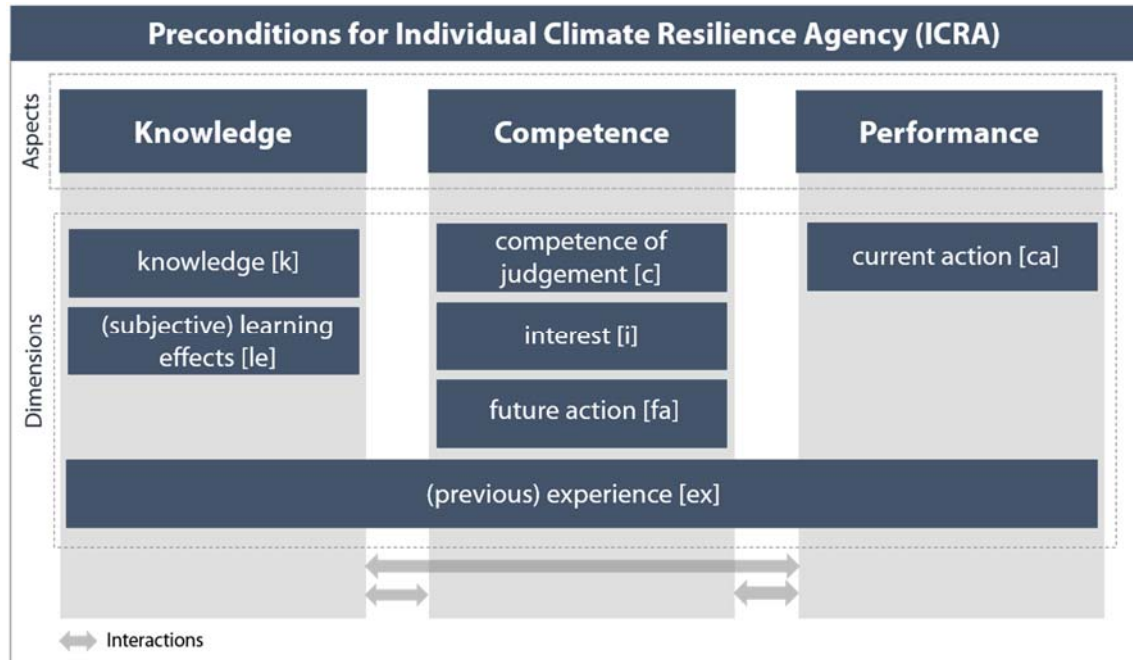 Preconditions for Individual Climate Resilience Agency (ICRA)
Aspects
Knowledge
Competence
Performance
Dimensions
knowledge [k]
(subjective) learning
effects [le]
competence of
judgement [c]
interest [i]
future action [fa]
current action [ca]
(previous) experience [ex]
Interactions